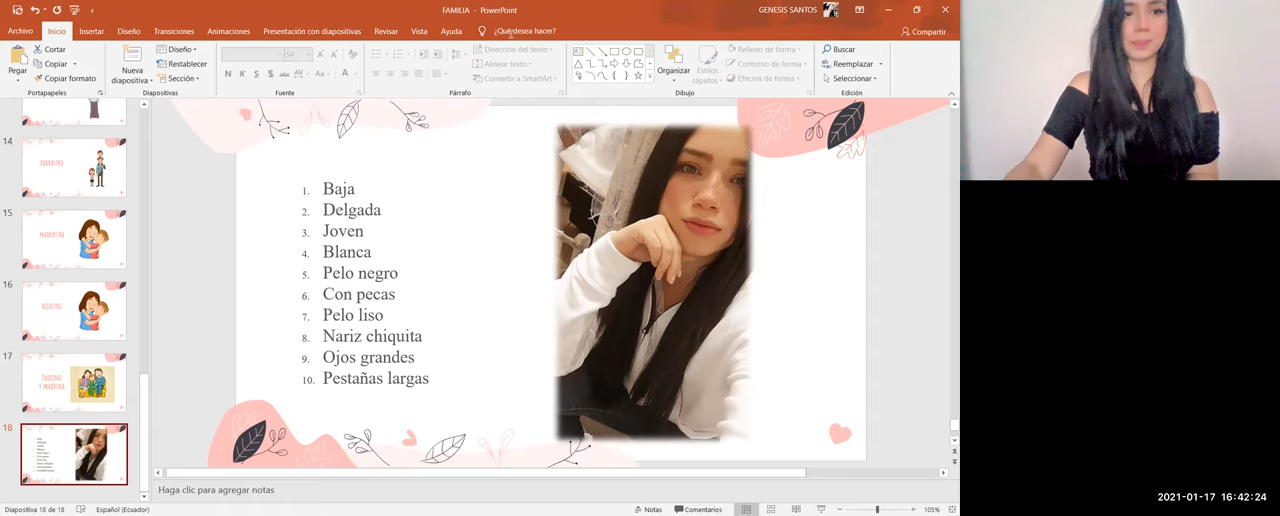 FAMILIA - PowerPoint
GENESIS SANTOS
Archivo Inicio Insertar Diseño Transiciones Animaciones Presentación con diapositivas Revisar Vista Ayuda ¿Qué desea hacer? Compartir
Pegar
Cortar
Copiar
Copiar formato
Portapapeles
Nueva
diapositiva
Diseño
Restablecer
Sección
Diapositivas
54
N K S S abc AV Aa A
Fuente
Dirección del texto
Alinear texto
Convertir a SmartArt
Párrafo
Organizar
Estilos
rápidos
Relleno de forma
Contorno de forma
Efectos de forma
Dibujo
Buscar
Reemplazar
Seleccionar
Edición
14
PADRASTRO
15
MADRASTRA
16
17
PADRINO
Y MADRINA
18
1. Baja
2. Delgada
3. Joven
4. Blanca
5. Pelo negro
6. Con pecas
7. Pelo liso
8. Nariz chiquita
9. Ojos grandes
10. Pestañas largas
Haga clic para agregar notas
Diapositiva 18 de 18 Español (Ecuador) Notas Comentarios 105%
2021-01-17 16:42:24